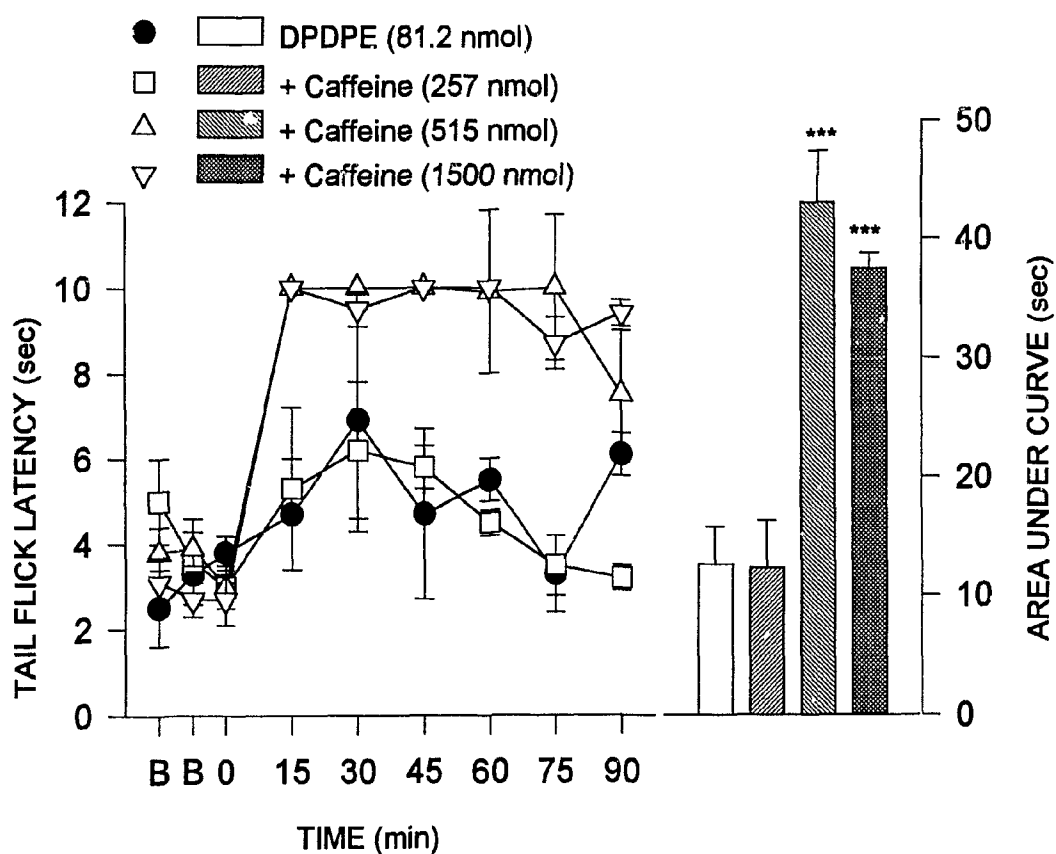 DPDPE (81.2 nmol)
+ Caffeine (257 nmol)
+ Caffeine (515 nmol)
+ Caffeine (1500 nmol)
TAIL FLICK LATENCY (sec)
12
10
8
6
4
2
0
B B 0 15 30 45 60 75 90
TIME (min)
***
***
50
40
30
20
10
0
AREA UNDER CURVE (sec)